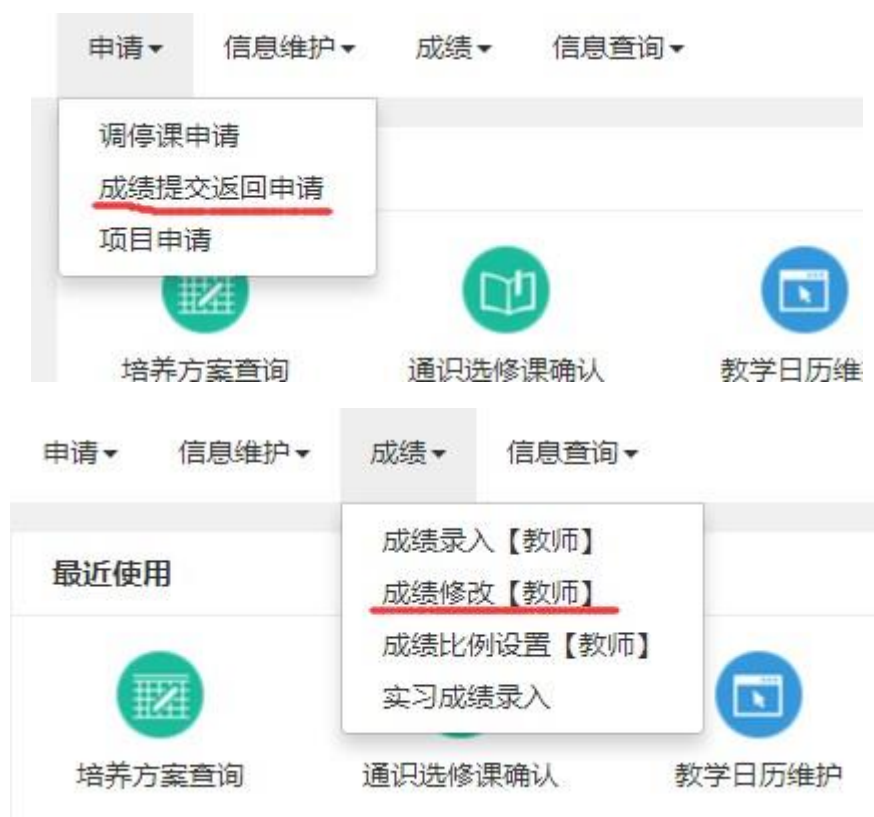 申请 信息维护 成绩 信息查询
调停课申请
成绩提交返回申请
项目申请
培养方案查询 通识选修课确认 教学日历维
申请 信息维护 成绩 信息查询
最近使用
成绩录入【教师】
成绩修改【教师】
成绩比例设置【教师】
实习成绩录入
培养方案查询 通识选修课确认 教学日历维护